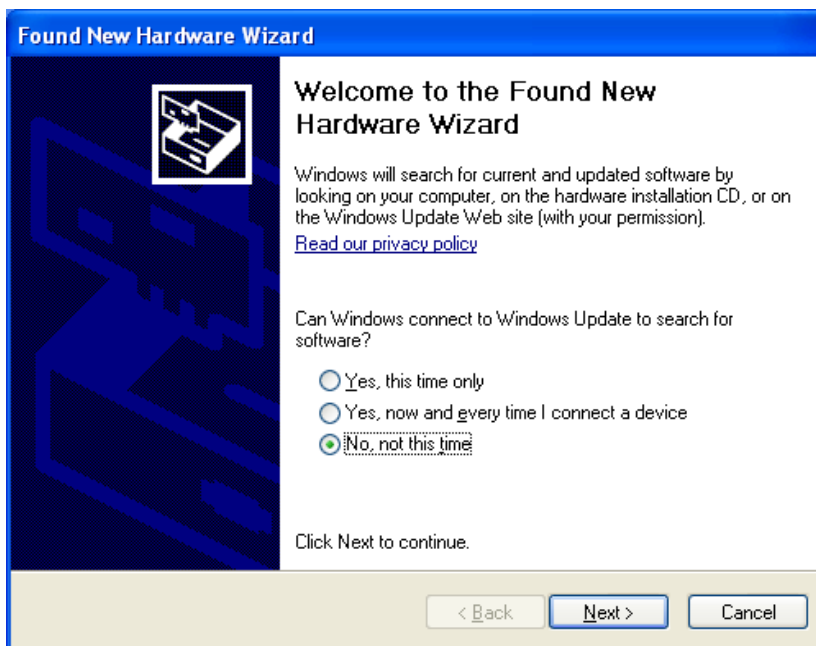 Found New Hardware Wizard
Welcome to the Found New
Hardware Wizard
Windows will search for current and updated software by
looking on your computer, on the hardware installation CD, or on
the Windows Update Web site (with your permission).
Read our privacy policy
Can Windows connect to Windows Update to search for
software?
Yes, this time only
Yes, now and every time I connect a device
No, not this time
Click Next to continue.
< Back Next > Cancel